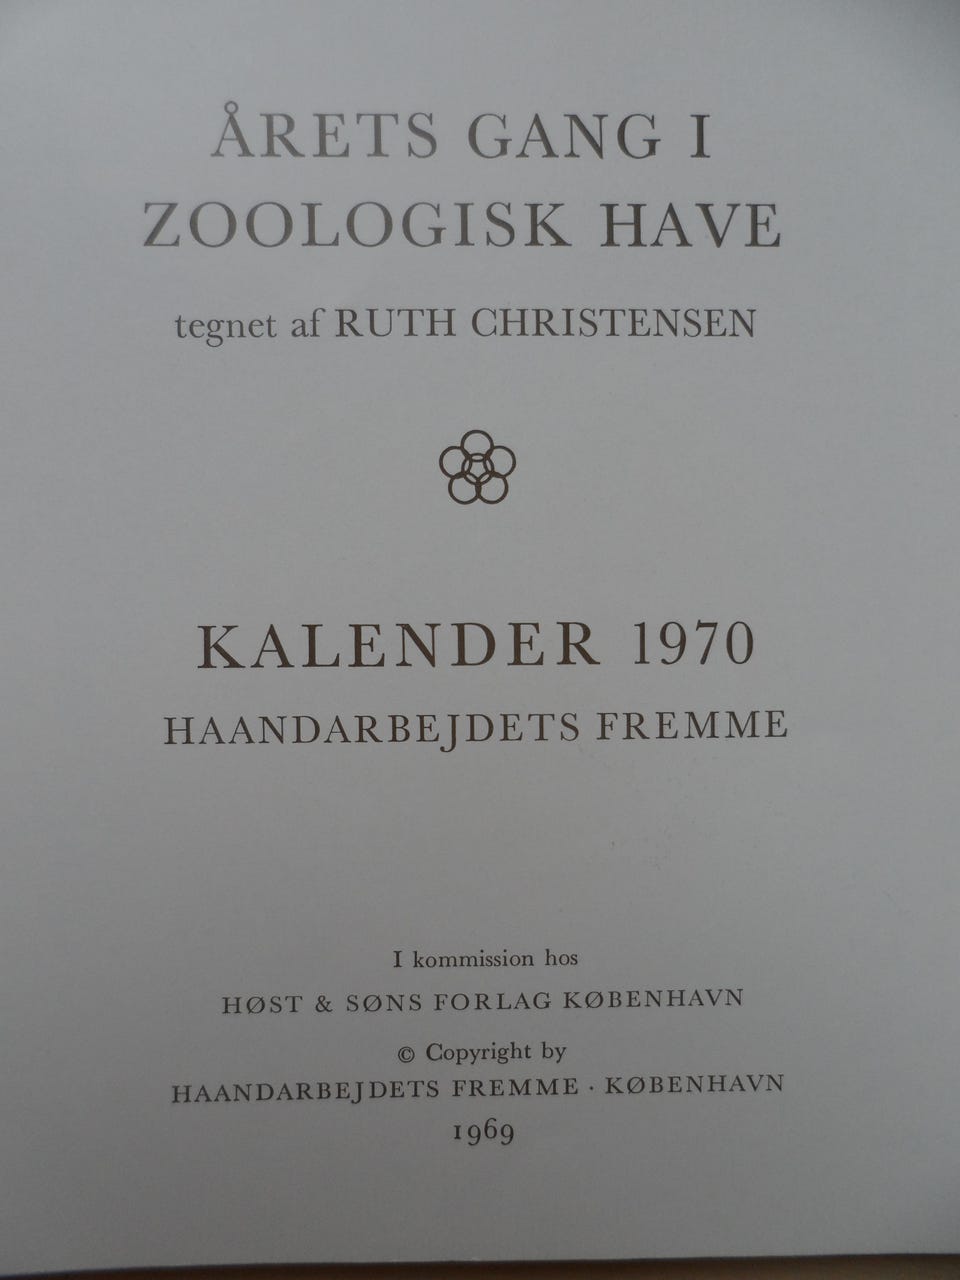 ÅRETS GANG I
ZOOLOGISK HAVE
tegnet af RUTH CHRISTENSEN
KALENDER 1970
HAANDARBEJDETS FREMME
I kommission hos
HØST & SØNS FORLAG KØBENHAVN
© Copyright by
HAANDARBEJDETS FREMME · KØBENHAVN
1969